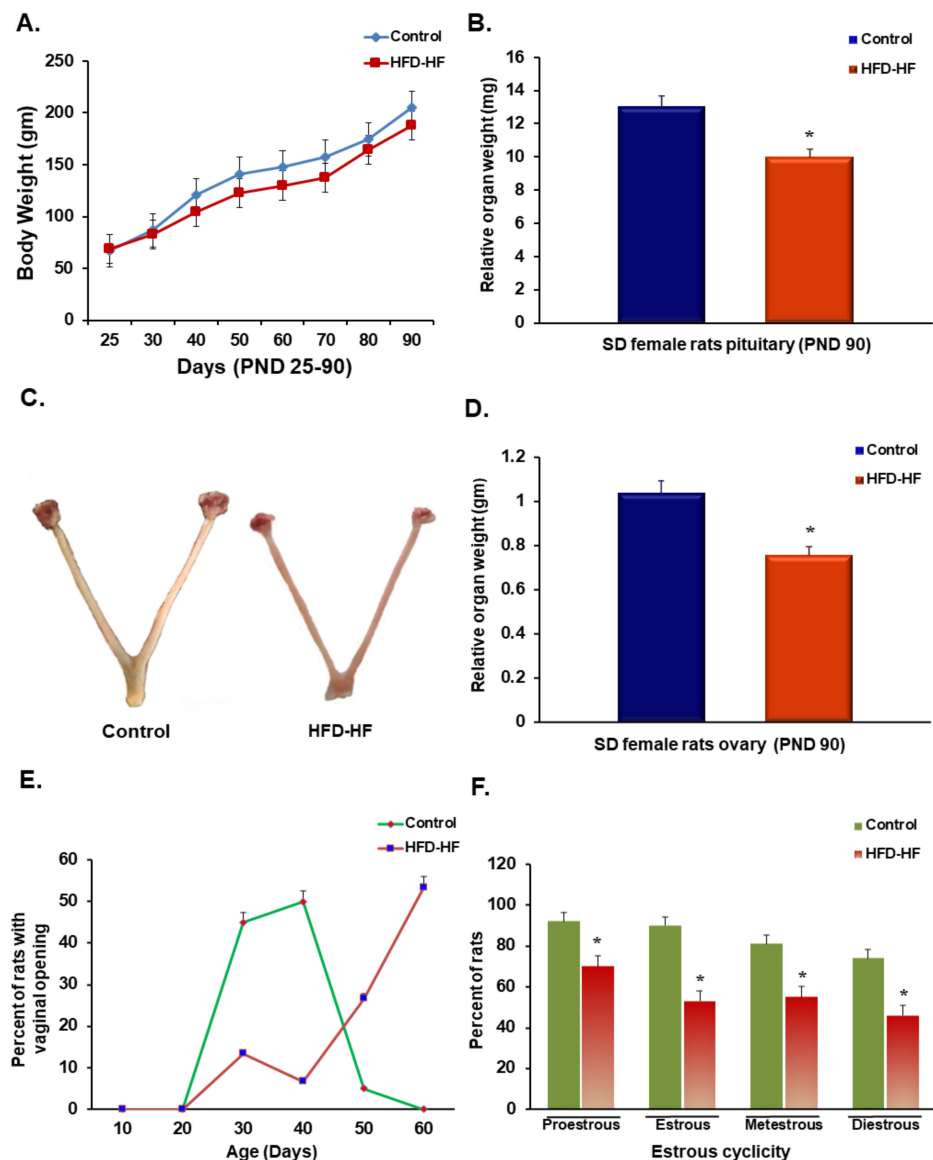 A.
Control
HFD-HF
250
200
150
100
50
0
Body Weight (gm)
25 30 40 50 60 70 80 90
Days (PND 25-90)
B.
Control
HFD-HF
16
14
12
10
8
6
4
2
0
Relative organ weight (mg)
*
SD female rats pituitary (PND 90)
C.
Control
HFD-HF
D.
Control
HFD-HF
1.2
1
0.8
0.6
0.4
0.2
0
Relative organ weight (gm)
*
SD female rats ovary (PND 90)
E.
Control
HFD-HF
60
50
40
30
20
10
0
Percent of rats with
vaginal opening
10 20 30 40 50 60
Age (Days)
F.
Control
HFD-HF
120
100
80
60
40
20
0
Percent of rats
* * * *
Proestrous Estrous Metestrous Diestrous
Estrous cyclicity